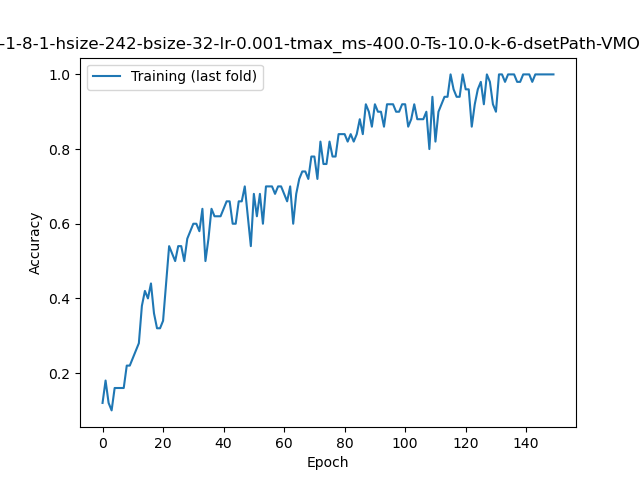 -1-8-1-hsize-242-bsize-32-lr-0.001-tmax_ms-400.0-Ts-10.0-k-6-dsetPath-VMO
Training (last fold)
1.0
0.8
0.6
0.4
0.2
Accuracy
0 20 40 60 80 100 120 140
Epoch